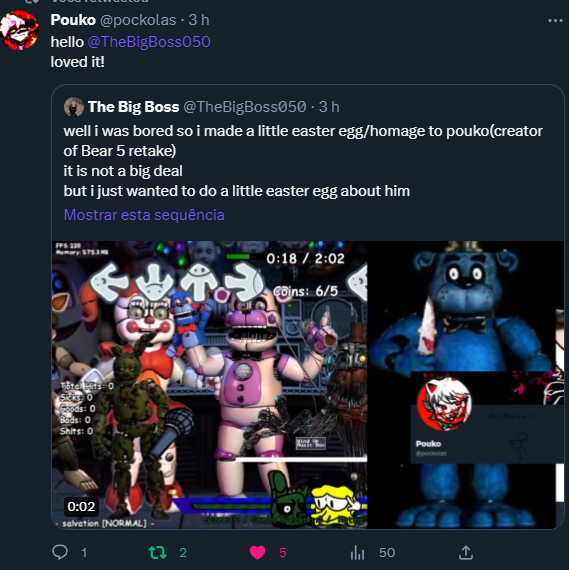 Você retweetou
Pouko @pockolas · 3 h
hello @TheBigBoss050
loved it!
The Big Boss @TheBigBoss050 · 3 h
well i was bored so i made a little easter egg/homage to pouko(creator
of Bear 5 retake)
it is not a big deal
but i just wanted to do a little easter egg about him
Mostrar esta sequência
FPS: 220
Memory: 575.3 MB
0:18 / 2:02
Coins: 6/5
Total Hits: 0
Sicks: 0
Goods: 0
Bads: 0
Shits: 0
Wind Up
Music Box
Pouko
@pockolas
0:02
- salvation [NORMAL] -
1
2
5
50